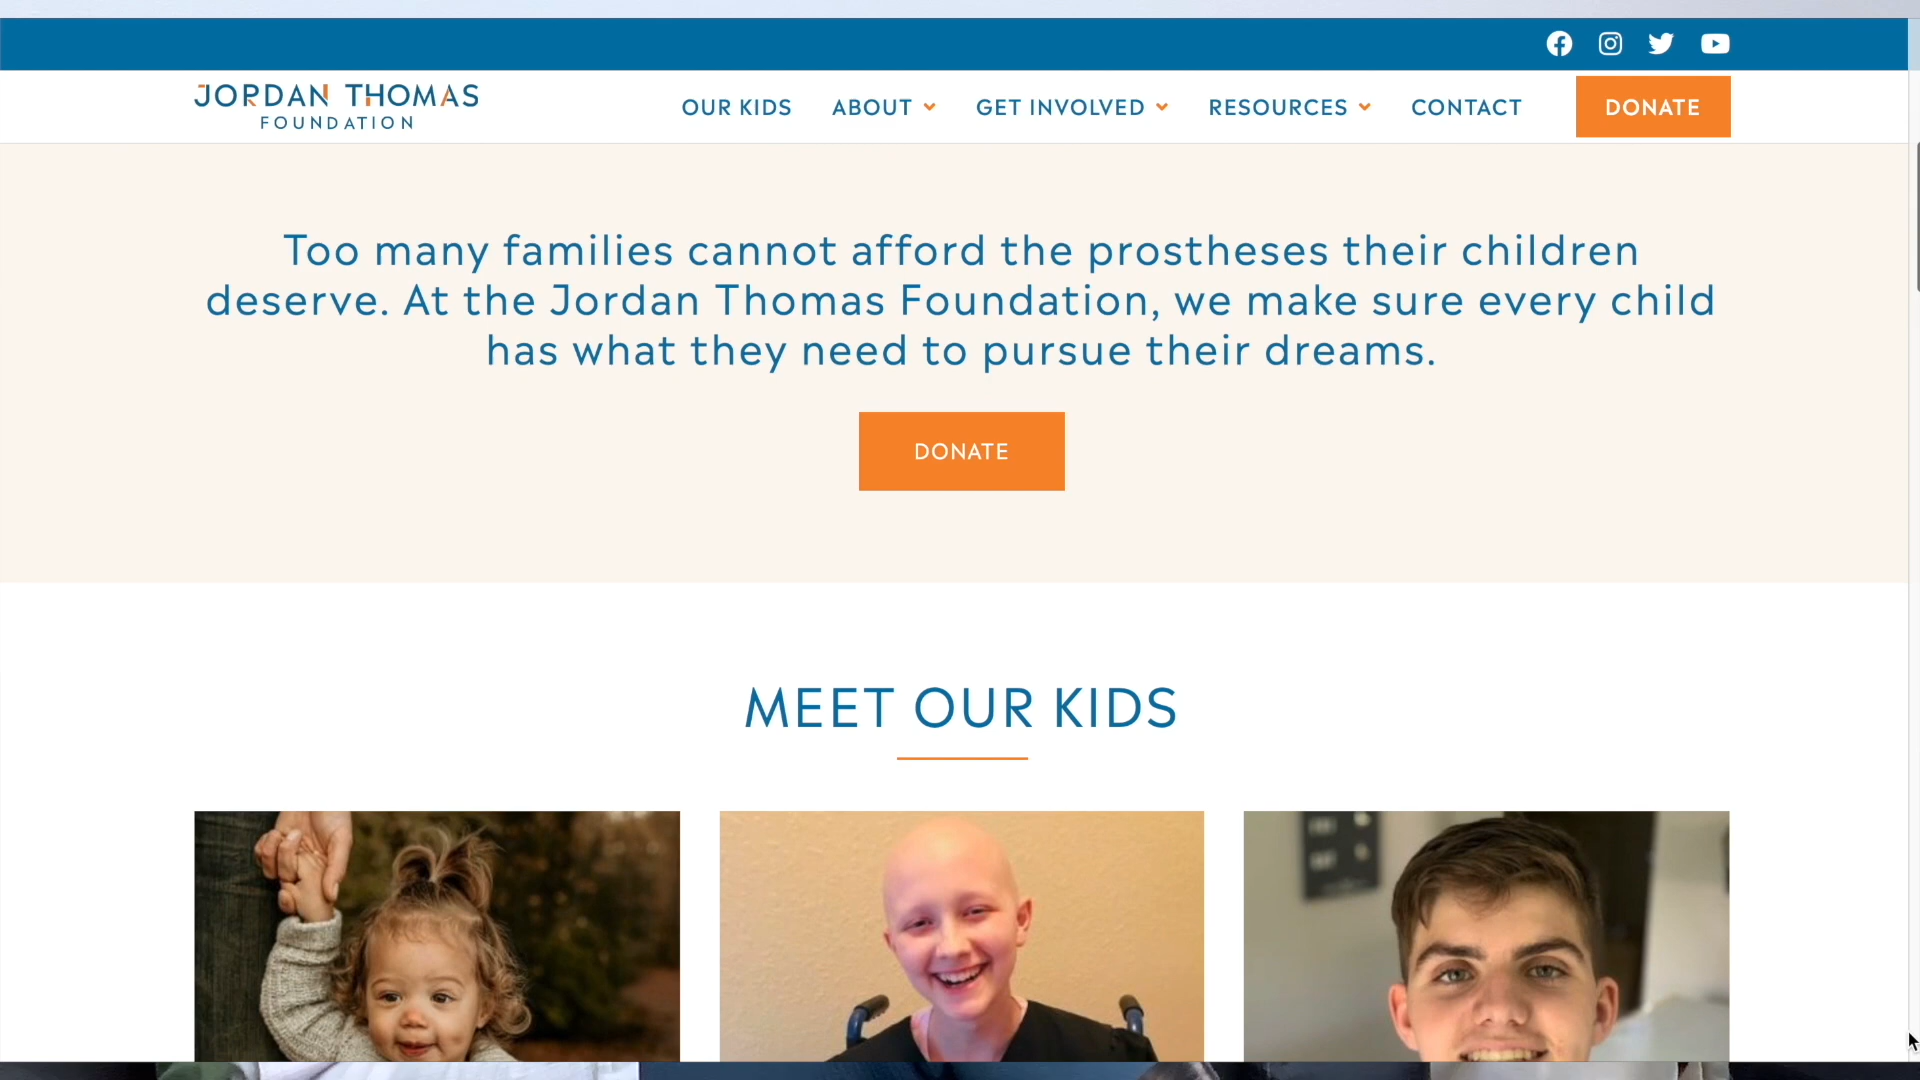 JORDAN THOMAS
FOUNDATION
OUR KIDS
ABOUT
GET INVOLVED
RESOURCES
CONTACT
DONATE
Too many families cannot afford the prostheses their children
deserve. At the Jordan Thomas Foundation, we make sure every child
has what they need to pursue their dreams.
DONATE
MEET OUR KIDS